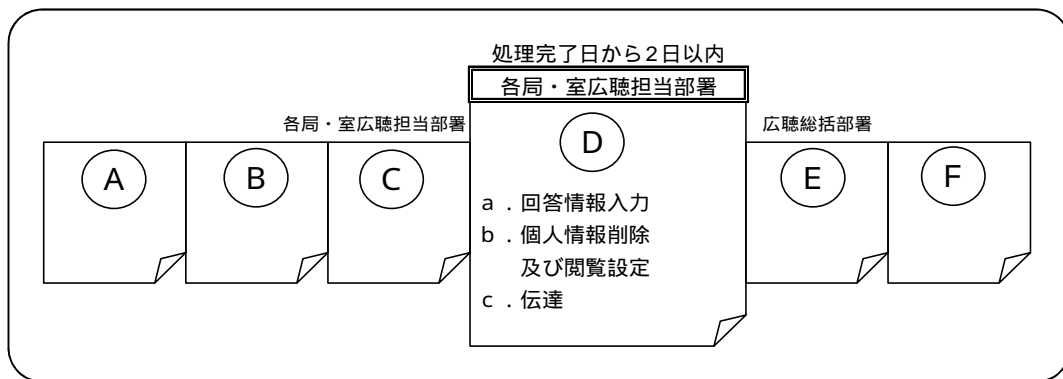 処理完了日から2日以内
各局・室広聴担当部署
各局・室広聴担当部署
広聴総括部署
A
B
C
D
E
F
a．回答情報入力
b．個人情報削除
及び閲覧設定
c．伝達